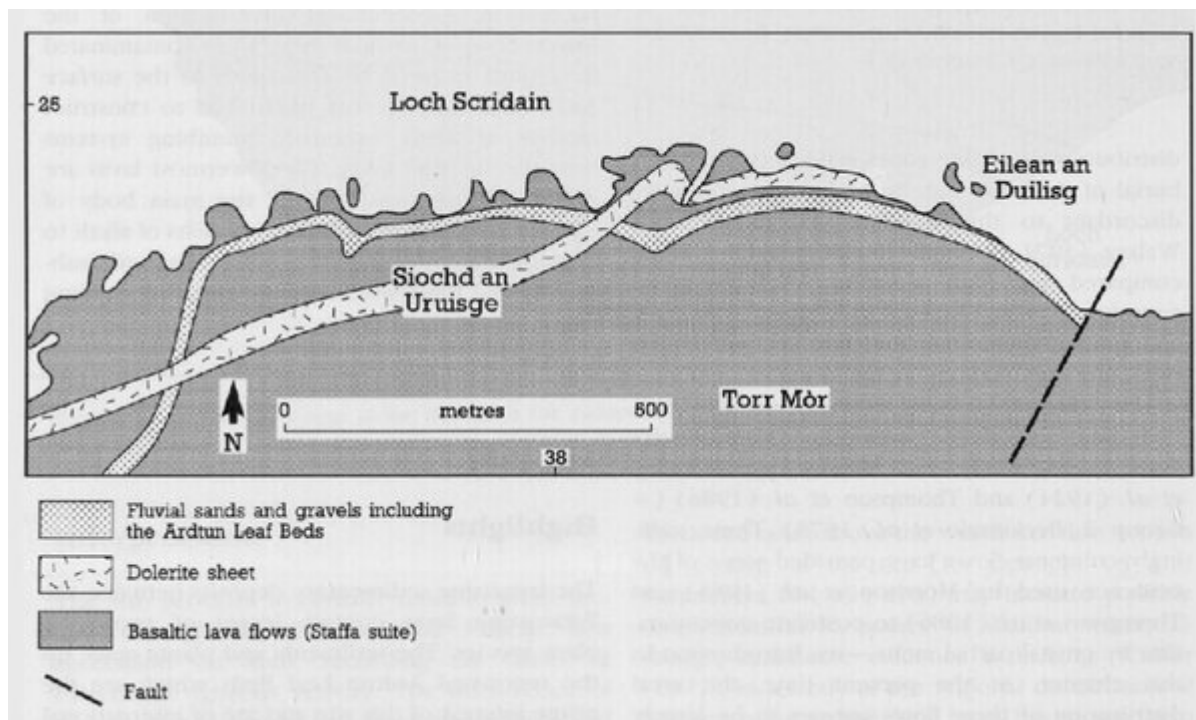 25
Loch Scridain
Eilean an
Duilisg
Siochd an
Uruisge
0 metres 500
Torr Mòr
N
38
Fluvial sands and gravels including
the Ardtun Leaf Beds
Dolerite sheet
Basaltic lava flows (Staffa suite)
Fault